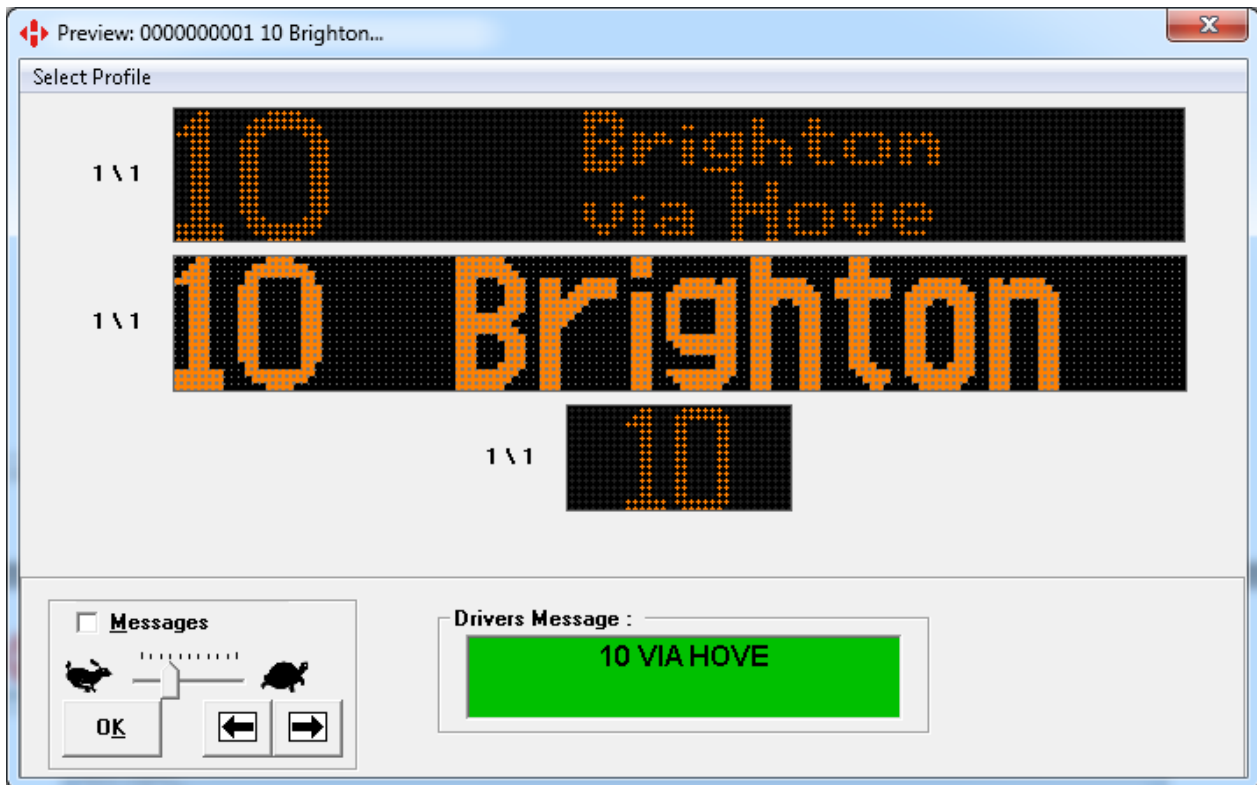 Preview: 0000000001 10 Brighton...
Select Profile
1 \ 1
10 Brighton
via Hove
1 \ 1
10 Brighton
1 \ 1
10
Messages
OK
Drivers Message :
10 VIA HOVE